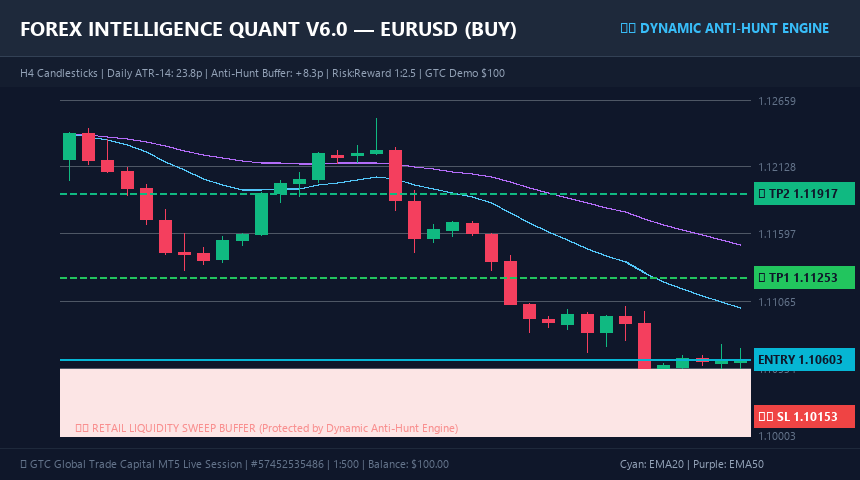 FOREX INTELLIGENCE QUANT V6.0 — EURUSD (BUY)
DYNAMIC ANTI-HUNT ENGINE
H4 Candlesticks | Daily ATR-14: 23.8p | Anti-Hunt Buffer: +8.3p | Risk:Reward 1:2.5 | GTC Demo $100
1.12659
1.12128
TP2 1.11917
1.11597
TP1 1.11253
1.11065
ENTRY 1.10603
SL 1.10153
RETAIL LIQUIDITY SWEEP BUFFER (Protected by Dynamic Anti-Hunt Engine)
1.10003
GTC Global Trade Capital MT5 Live Session | #57452535486 | 1:500 | Balance: $100.00
Cyan: EMA20 | Purple: EMA50